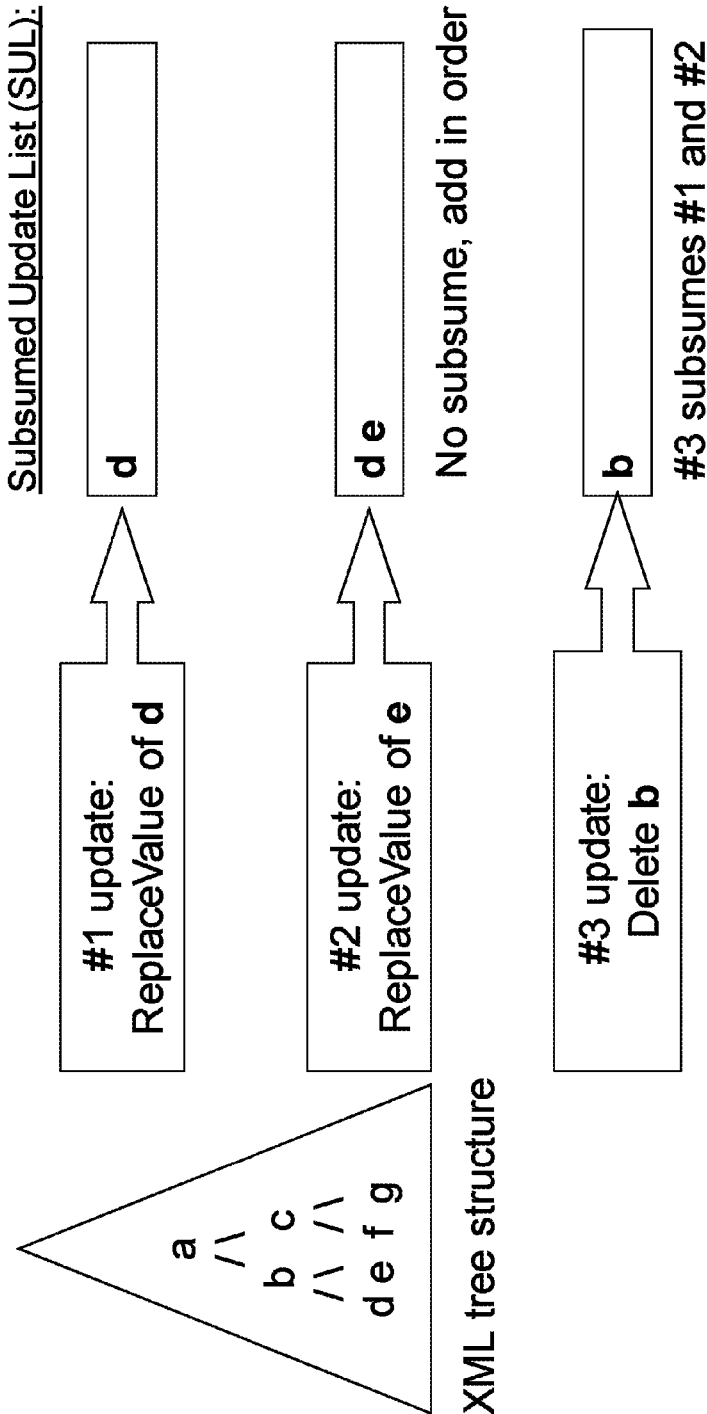 Subsumed Update List (SUL):
a
/ \
b c
/ \ / \
d e f g
XML tree structure
#1 update:
ReplaceValue of d
d
#2 update:
ReplaceValue of e
d e
No subsume, add in order
#3 update:
Delete b
b
#3 subsumes #1 and #2